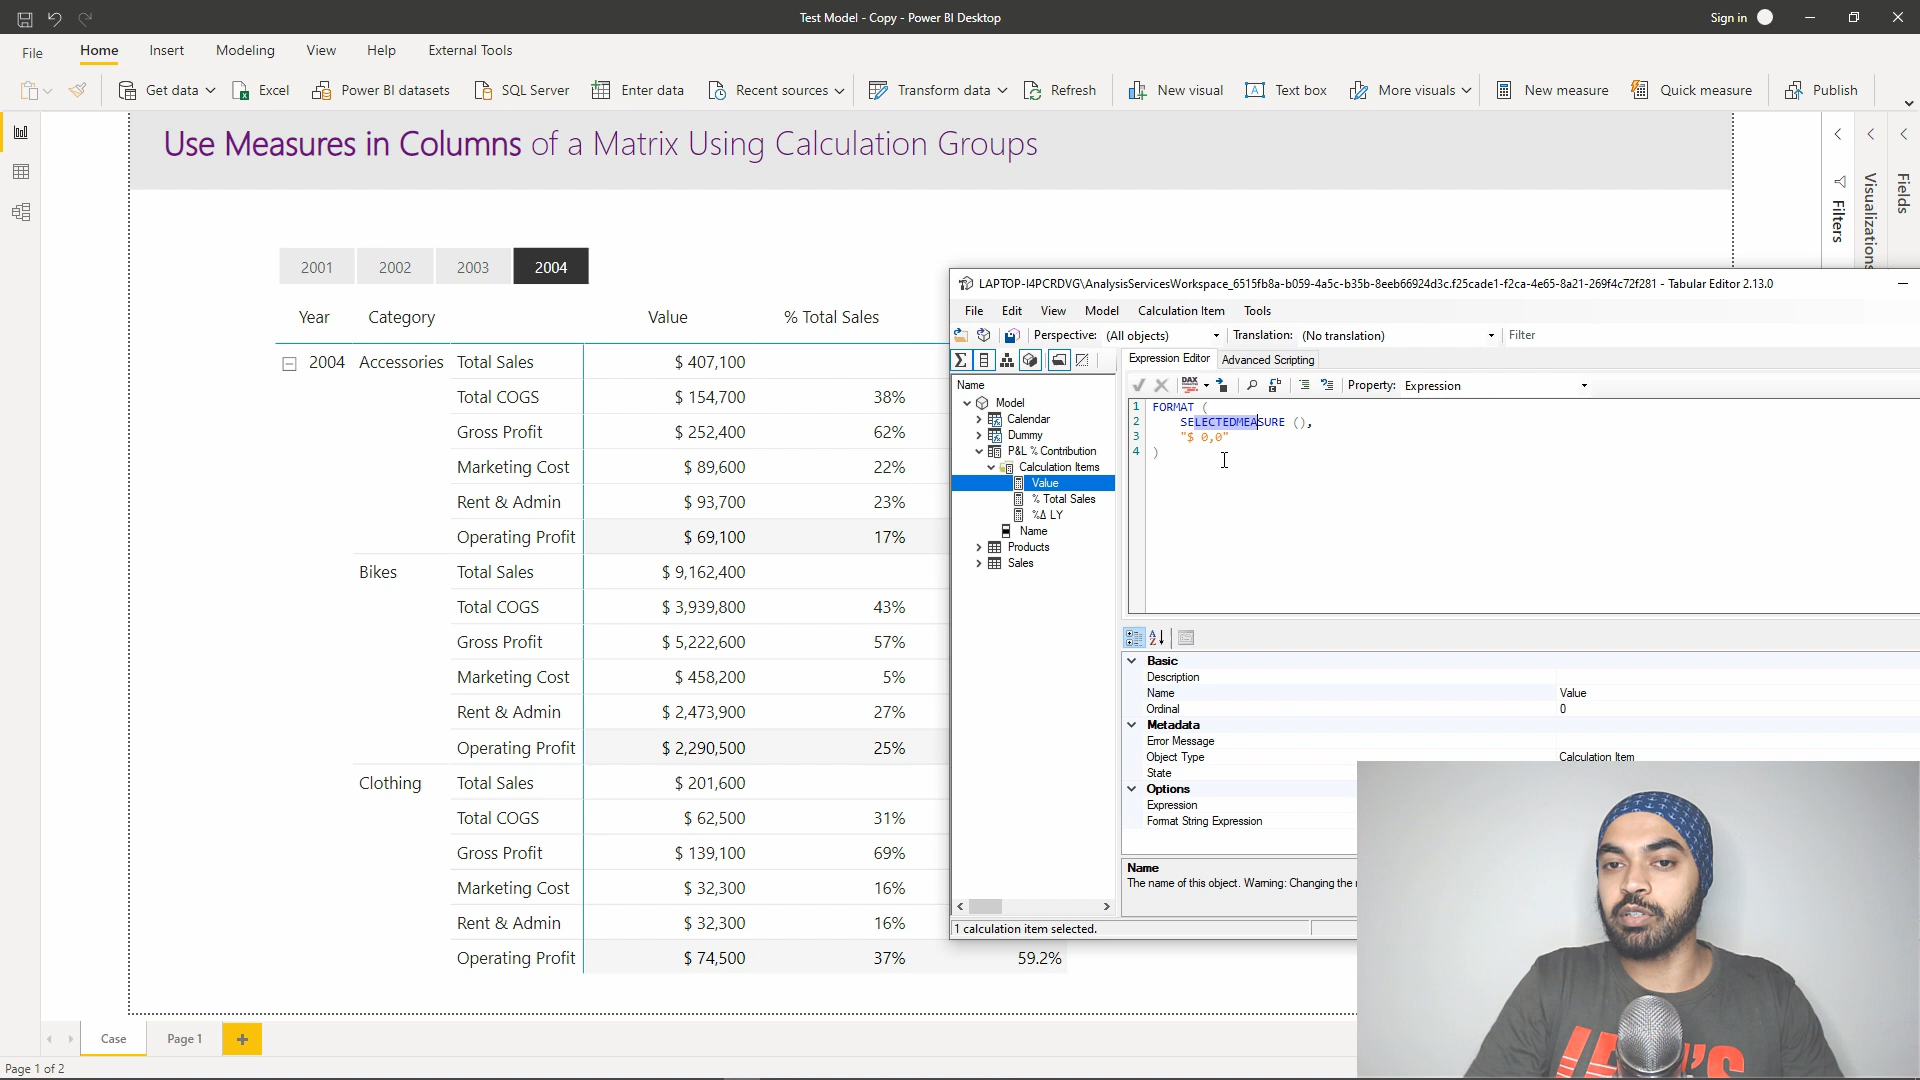 Test Model - Copy - Power BI Desktop
Sign in
File
Home
Insert
Modeling
View
Help
External Tools
Get data
Excel
Power BI datasets
SQL Server
Enter data
Recent sources
Transform data
Refresh
New visual
Text box
More visuals
New measure
Quick measure
Publish
Use Measures in Columns of a Matrix Using Calculation Groups
Filters
Visualizations
Fields
2001 2002 2003 2004
Year Category Value % Total Sales
2004 Accessories Total Sales $ 407,100
Total COGS $ 154,700 38%
Gross Profit $ 252,400 62%
Marketing Cost $ 89,600 22%
Rent & Admin $ 93,700 23%
Operating Profit $ 69,100 17%
Bikes Total Sales $ 9,162,400
Total COGS $ 3,939,800 43%
Gross Profit $ 5,222,600 57%
Marketing Cost $ 458,200 5%
Rent & Admin $ 2,473,900 27%
Operating Profit $ 2,290,500 25%
Clothing Total Sales $ 201,600
Total COGS $ 62,500 31%
Gross Profit $ 139,100 69%
Marketing Cost $ 32,300 16%
Rent & Admin $ 32,300 16%
Operating Profit $ 74,500 37% 59.2%
Case
Page 1
+
Page 1 of 2
LAPTOP-I4PCRDVG\AnalysisServicesWorkspace_6515fb8a-b059-4a5c-b35b-8eeb66924d3c.f25cade1-f2ca-4e65-8a21-269f4c72f281 - Tabular Editor 2.13.0
File Edit View Model Calculation Item Tools
Perspective: (All objects) Translation: (No translation) Filter
Expression Editor Advanced Scripting
DAX
Property: Expression
Name
Model
Calendar
Dummy
P&L % Contribution
Calculation Items
Value
% Total Sales
%Δ LY
Name
Products
Sales
1 FORMAT (
2 SELECTEDMEASURE (),
3 "$ 0,0"
4 )
Basic
Description
Name Value
Ordinal 0
Metadata
Error Message
Object Type Calculation Item
State
Options
Expression
Format String Expression
Name
The name of this object. Warning: Changing the
1 calculation item selected.